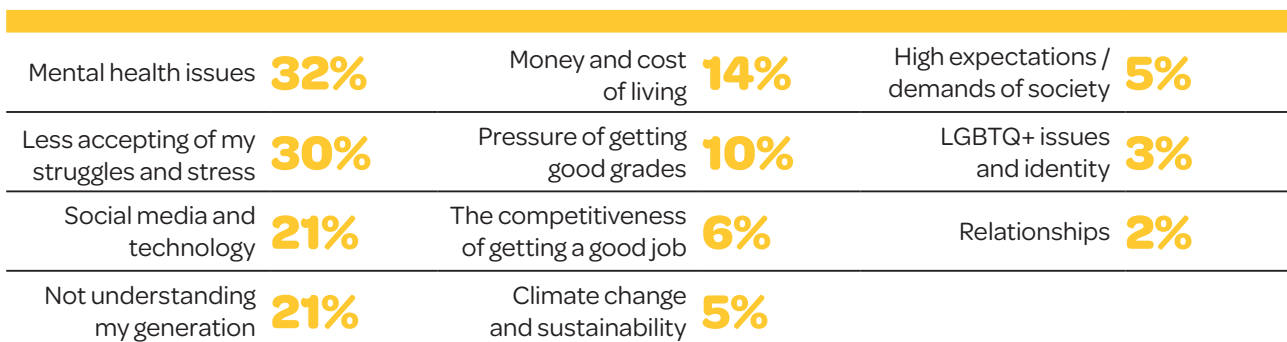 Mental health issues 32%
Less accepting of my
struggles and stress 30%
Social media and
technology 21%
Not understanding
my generation 21%
Money and cost
of living 14%
Pressure of getting
good grades 10%
The competitiveness
of getting a good job 6%
Climate change
and sustainability 5%
High expectations /
demands of society 5%
LGBTQ+ issues
and identity 3%
Relationships 2%